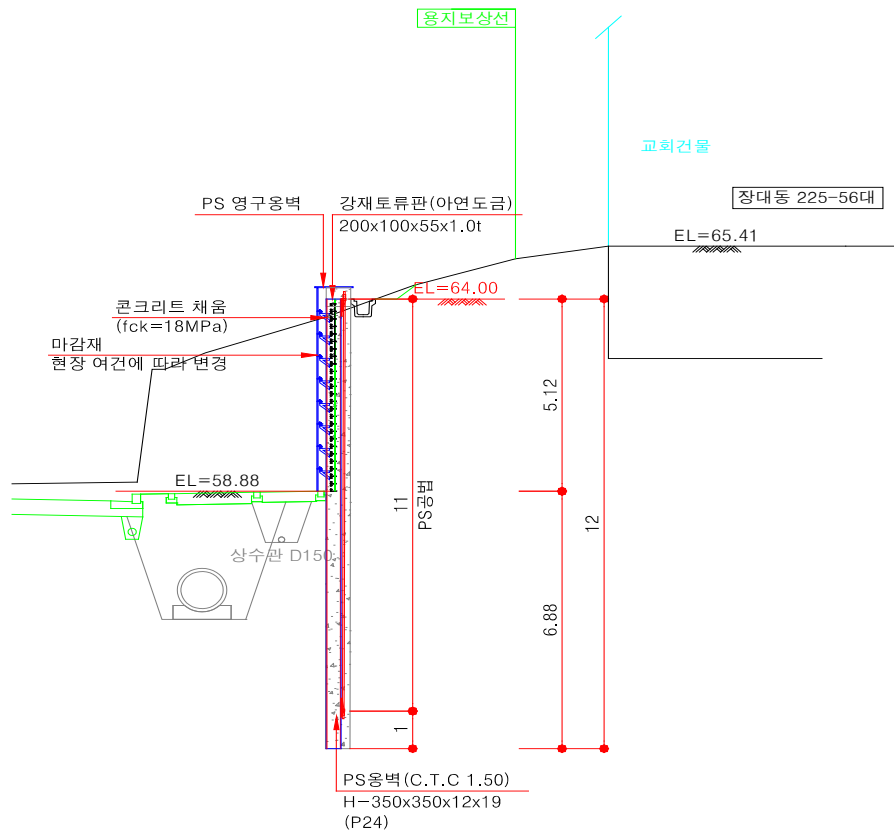 용지보상선
교회건물
장대동 225-56대
PS 영구옹벽
강재토류판(아연도금)
200x100x55x1.0t
EL=65.41
EL=64.00
콘크리트 채움
(fck=18MPa)
마감재
현장 여건에 따라 변경
5.12
EL=58.88
11
PS공법
12
상수관 D150
6.88
1
PS옹벽(C.T.C 1.50)
H-350x350x12x19
(P24)